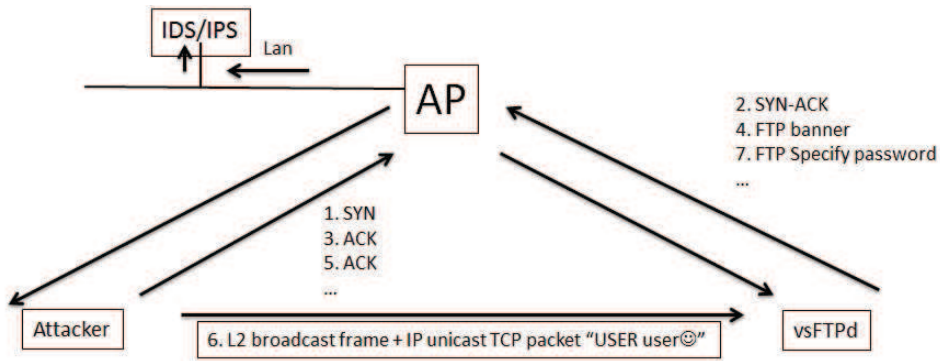 IDS/IPS
Lan
AP
2. SYN-ACK
4. FTP banner
7. FTP Specify password
...
1. SYN
3. ACK
5. ACK
...
Attacker
6. L2 broadcast frame + IP unicast TCP packet “USER user☺”
vsFTPd